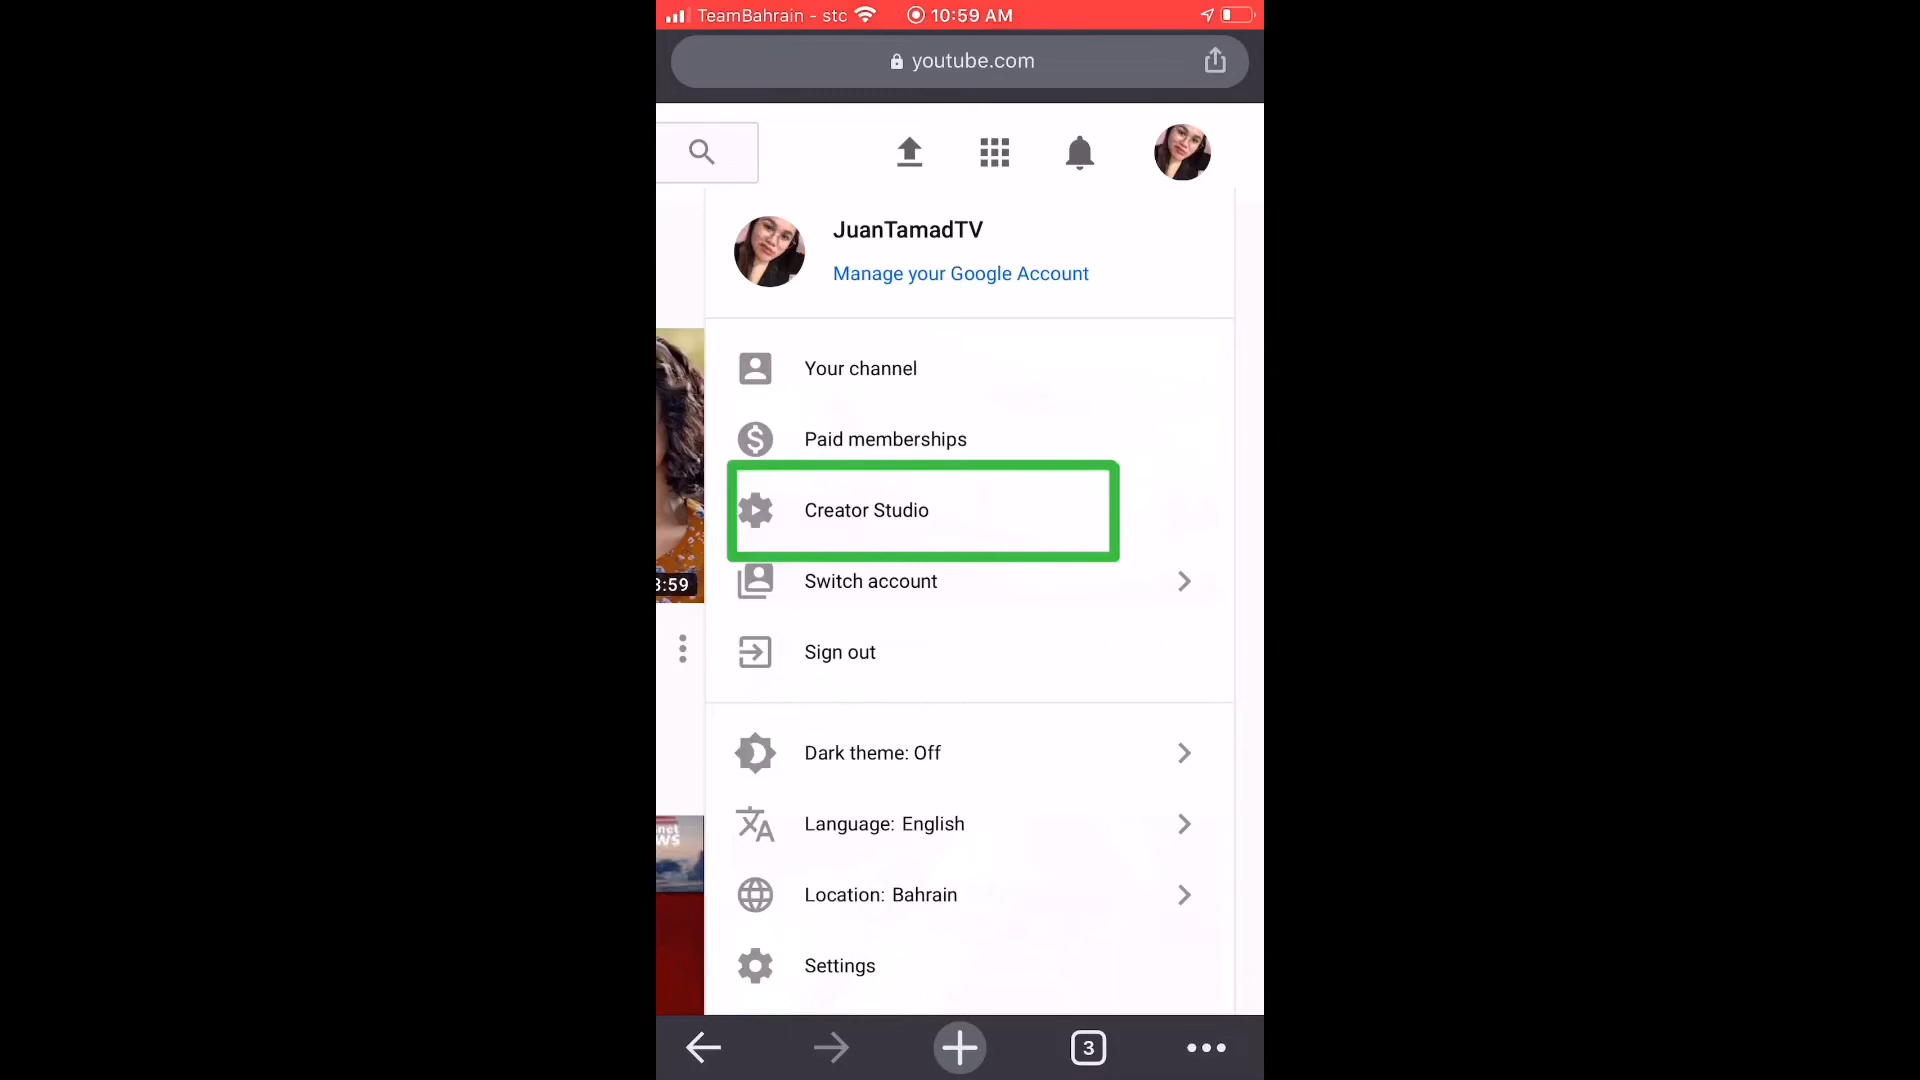 TeamBahrain - stc 10:59 AM
youtube.com
JuanTamadTV
Manage your Google Account
Your channel
Paid memberships
Creator Studio
Switch account
3:59
Sign out
Dark theme: Off
Language: English
Location: Bahrain
Settings
3